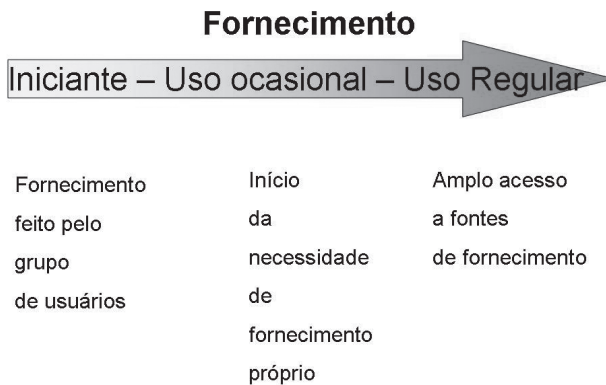 Fornecimento
Iniciante – Uso ocasional – Uso Regular
Fornecimento
feito pelo
grupo
de usuários
Início
da
necessidade
de
fornecimento
próprio
Amplo acesso
a fontes
de fornecimento